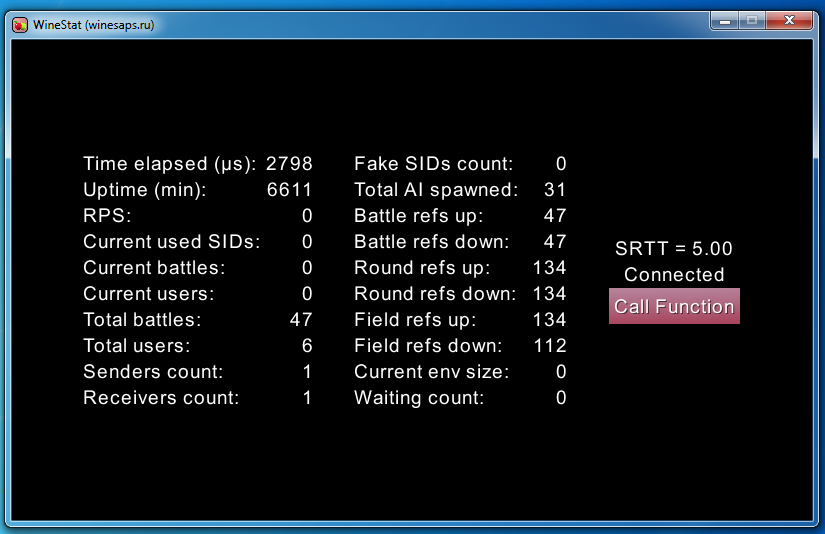 WineStat (winesaps.ru)
Time elapsed (µs): 2798
Uptime (min): 6611
RPS: 0
Current used SIDs: 0
Current battles: 0
Current users: 0
Total battles: 47
Total users: 6
Senders count: 1
Receivers count: 1
Fake SIDs count: 0
Total AI spawned: 31
Battle refs up: 47
Battle refs down: 47
Round refs up: 134
Round refs down: 134
Field refs up: 134
Field refs down: 112
Current env size: 0
Waiting count: 0
SRTT = 5.00
Connected
Call Function